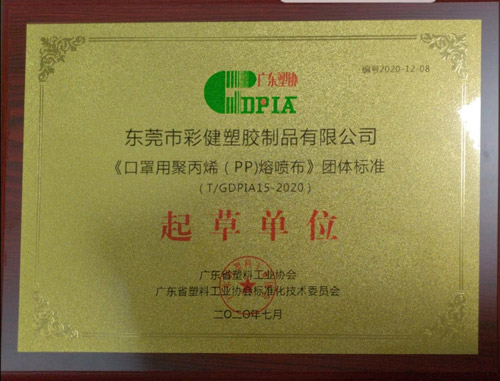 广东塑协
GDPIA
编号2020-12-08
东莞市彩健塑胶制品有限公司
《口罩用聚丙烯（PP)熔喷布》团体标准
（T/GDPIA15-2020）
起草单位
广东省塑料工业协会
广东省塑料工业协会标准化技术委员会
二〇二〇年七月